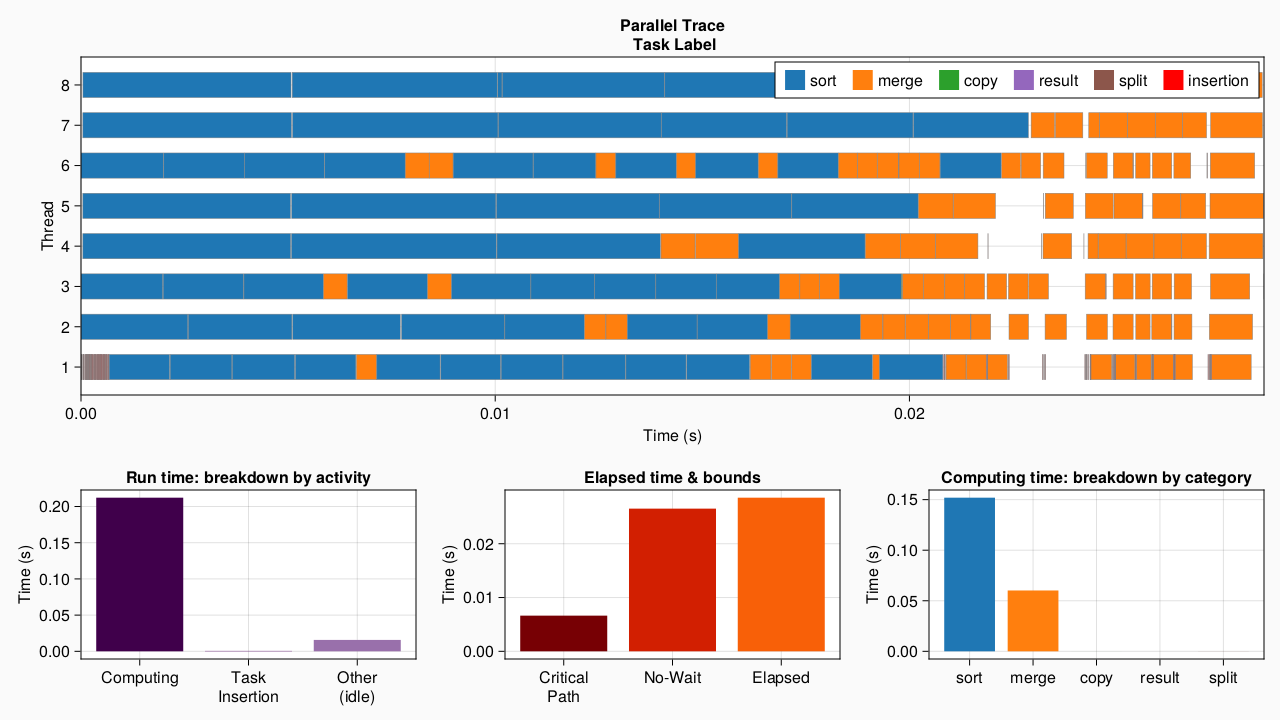 Parallel Trace
Task Label
sort merge copy result split insertion
8
7
6
5
4
3
2
1
Thread
0.00 0.01 0.02
Time (s)
Run time: breakdown by activity
0.20
0.15
0.10
0.05
0.00
Time (s)
Computing Task Insertion Other (idle)
Elapsed time & bounds
0.02
0.01
0.00
Time (s)
Critical Path No-Wait Elapsed
Computing time: breakdown by category
0.15
0.10
0.05
0.00
Time (s)
sort merge copy result split